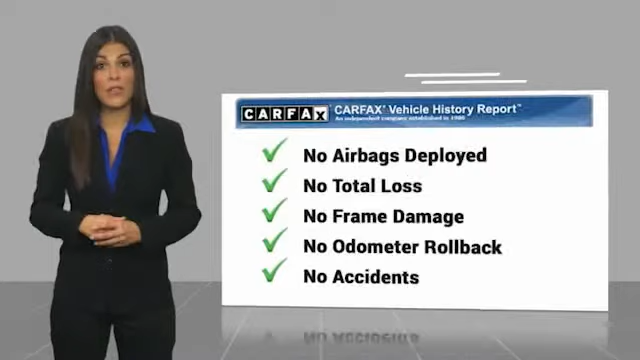 CARFAX CARFAX Vehicle History Report™
An independent company established in 1986
No Airbags Deployed
No Total Loss
No Frame Damage
No Odometer Rollback
No Accidents